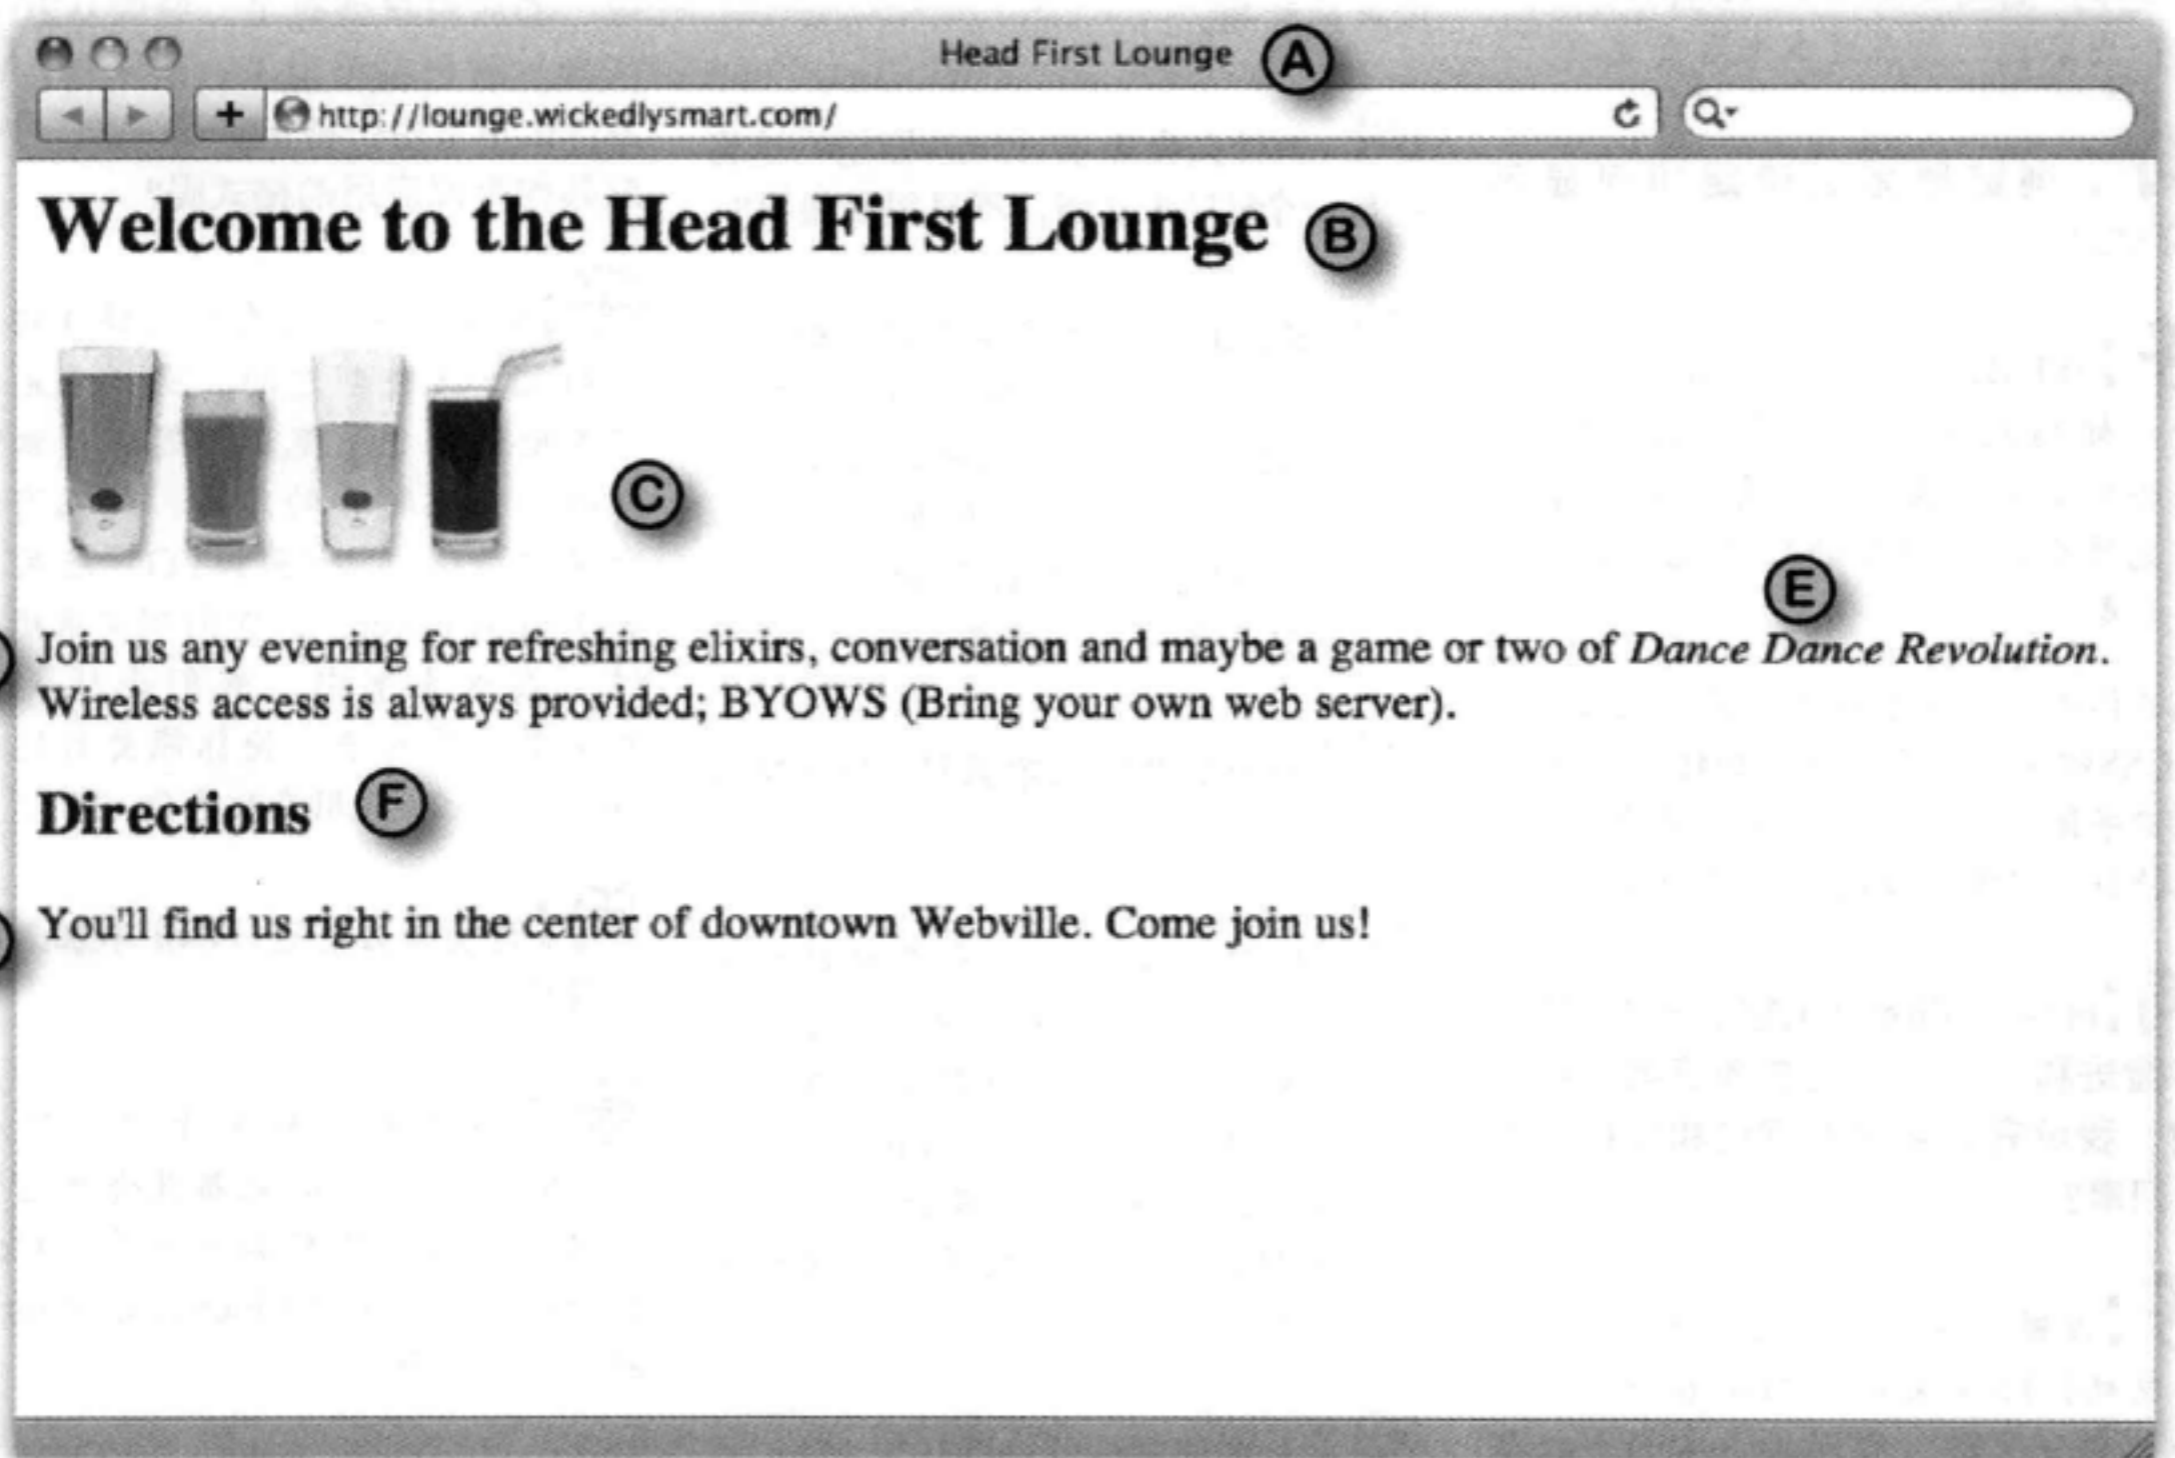 Head First Lounge A
http://lounge.wickedlysmart.com/
Welcome to the Head First Lounge B
C
E
Join us any evening for refreshing elixirs, conversation and maybe a game or two of Dance Dance Revolution.
Wireless access is always provided; BYOWS (Bring your own web server).
Directions F
You'll find us right in the center of downtown Webville. Come join us!